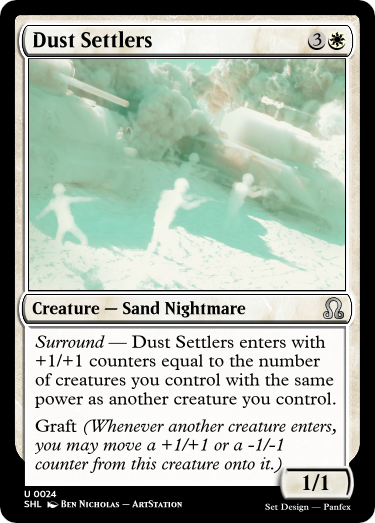 Dust Settlers 3
Creature — Sand Nightmare
Surround — Dust Settlers enters with
+1/+1 counters equal to the number
of creatures you control with the same
power as another creature you control.
Graft (Whenever another creature enters,
you may move a +1/+1 or a -1/-1
counter from this creature onto it.)
1/1
U 0024
SHL Ben Nicholas — ArtStation
Set Design — Panfex